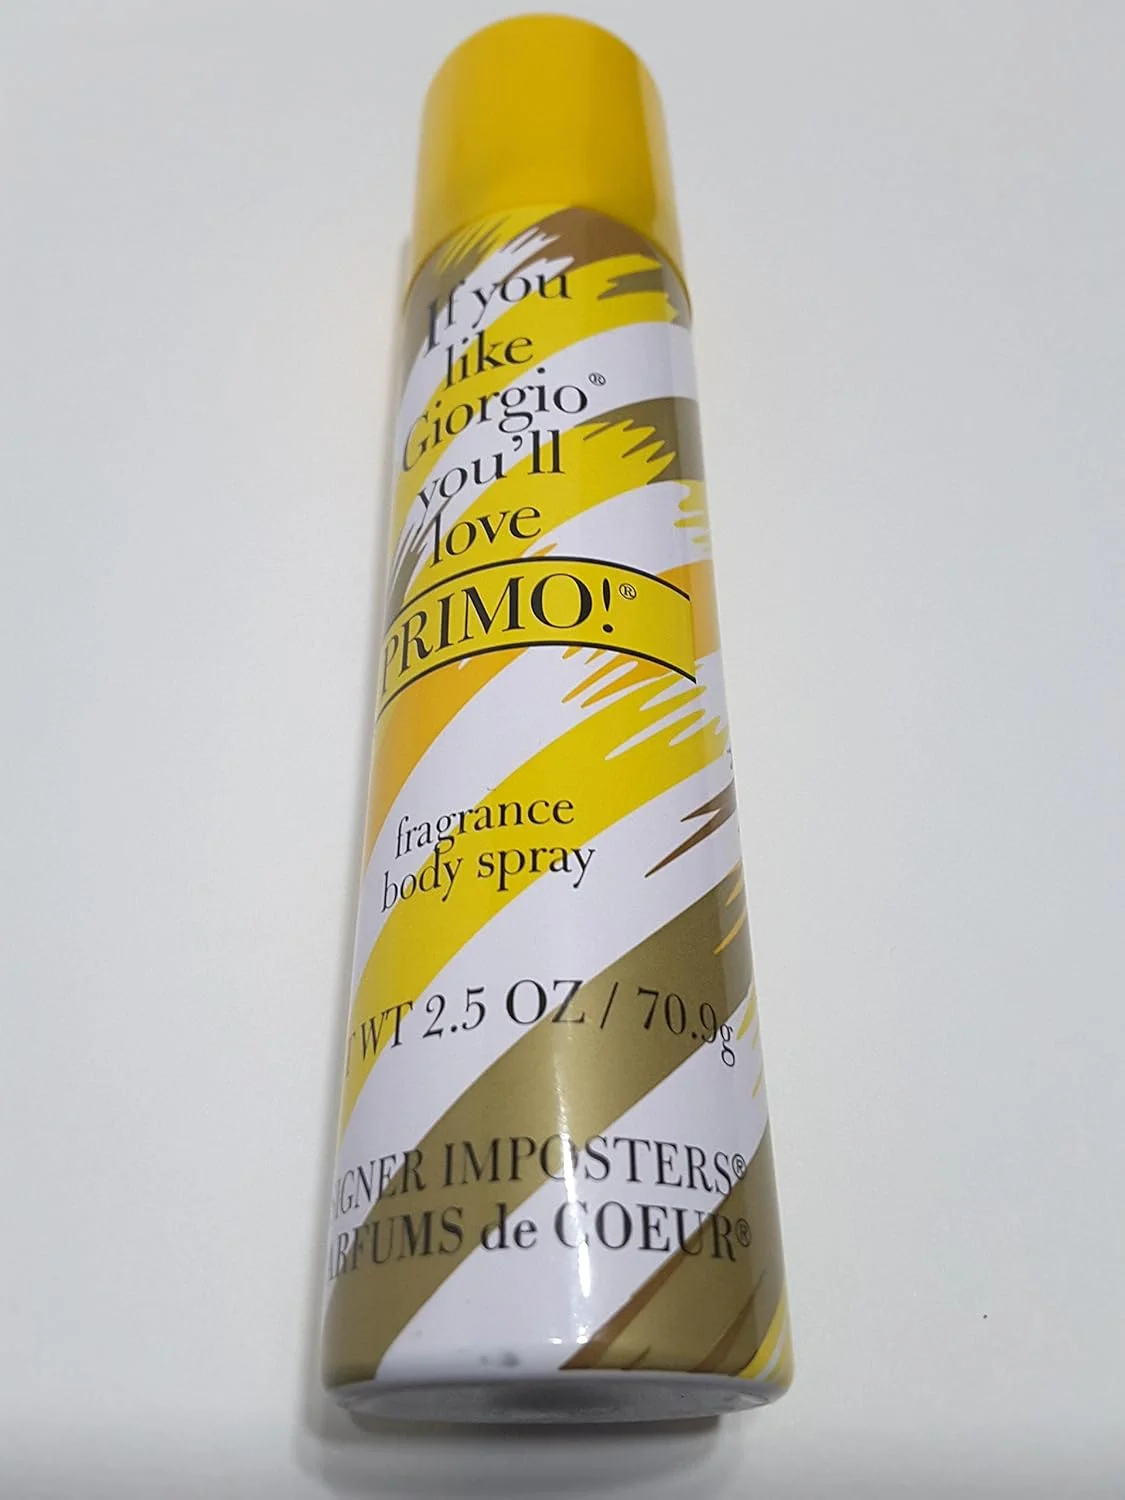 If you
like
Giorgio®
you'll
love
PRIMO!®
fragrance
body spray
WT 2.5 OZ / 70.9g
IGNER IMPOSTERS®
ARFUMS de COEUR®